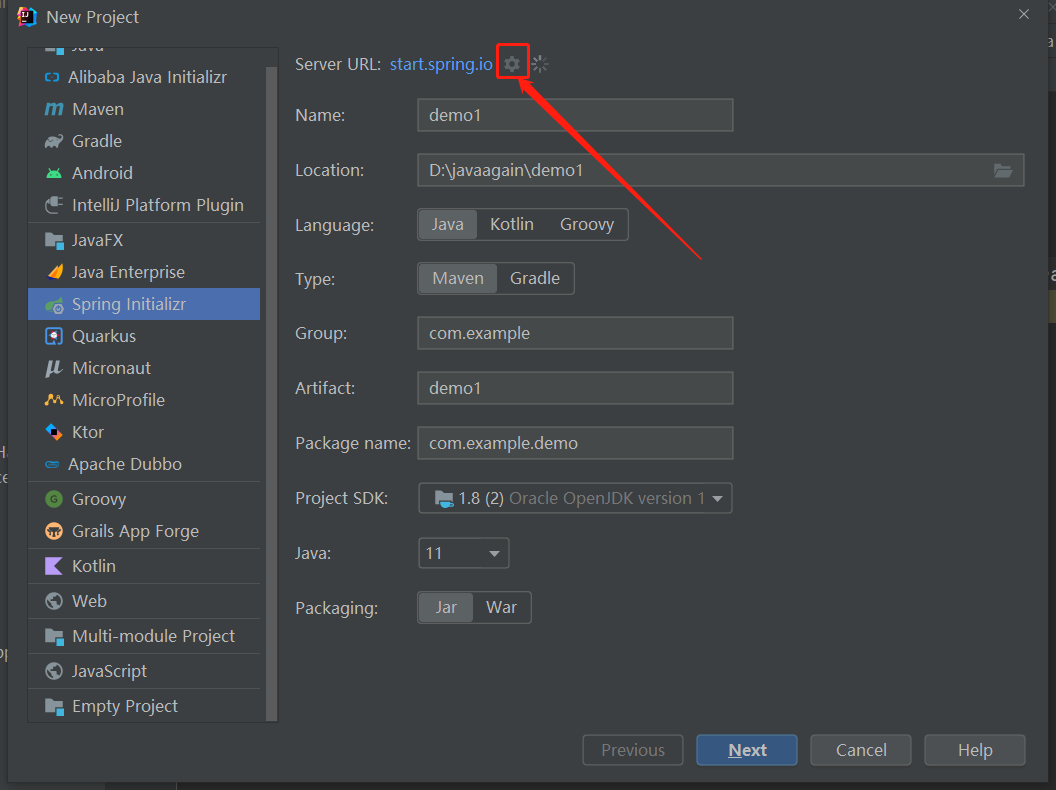 New Project
Java
Alibaba Java Initializr
Maven
Gradle
Android
IntelliJ Platform Plugin
JavaFX
Java Enterprise
Spring Initializr
Quarkus
Micronaut
MicroProfile
Ktor
Apache Dubbo
Groovy
Grails App Forge
Kotlin
Web
Multi-module Project
JavaScript
Empty Project
Server URL: start.spring.io
Name: demo1
Location: D:\javaagain\demo1
Language: Java Kotlin Groovy
Type: Maven Gradle
Group: com.example
Artifact: demo1
Package name: com.example.demo
Project SDK: 1.8 (2) Oracle OpenJDK version 1
Java: 11
Packaging: Jar War
Previous Next Cancel Help